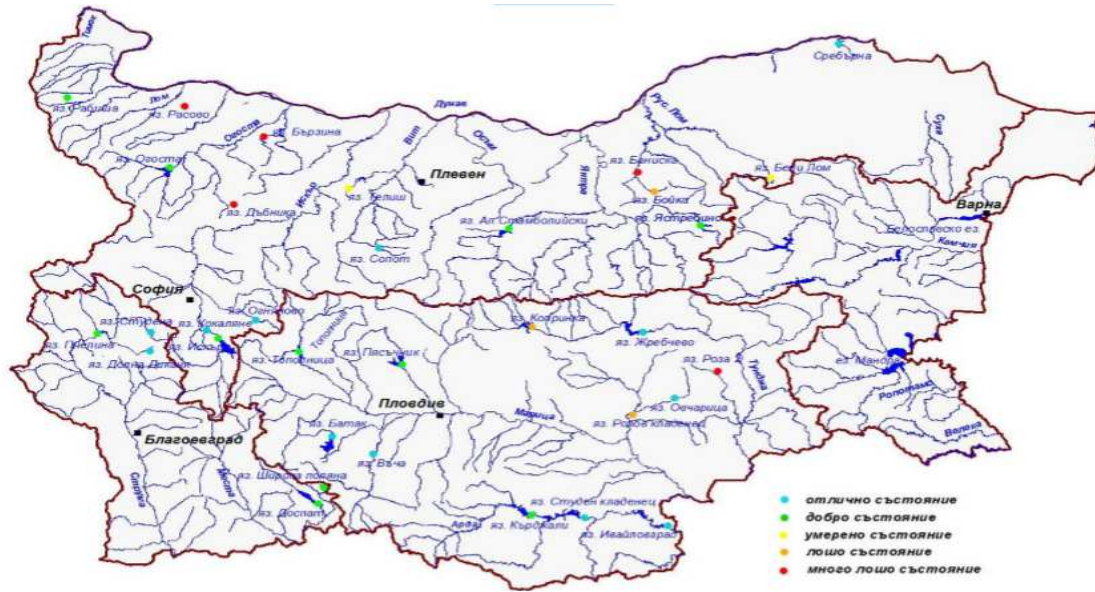 Тимок
Сребърна
яз. Рабиша
Лом
яз. Расово
Дунав
Рус. Лом
Суха
Огоста
яз. Бързина
Вит
Осъм
яз. Огоста
Искър
Плевен
Янтра
яз. Баниска
яз. Бели Лом
яз. Телиш
яз. Бойка
яз. Дъбника
яз. Ал.Стамболийски
яз. Ястребино
Варна
Белославско ез.
Камчия
яз. Сопот
София
яз. Огняново
яз. Студена
яз. Кокаляне
Тополница
яз. Копринка
яз. Пчелина
яз. Искър
яз. Жребчево
яз. Долна Диканя
яз. Тополница
яз. Пясъчник
яз. Роза
Тунджа
ез. Мандра
Ропотамо
Пловдив
Марица
яз. Овчарица
яз. Розов кладенец
Велека
Благоевград
яз. Батак
яз. Въча
Струма
Места
яз. Широка поляна
яз. Доспат
яз. Студен кладенец
Арда
яз. Кърджали
яз. Ивайловград
отлично състояние
добро състояние
умерено състояние
лошо състояние
много лошо състояние